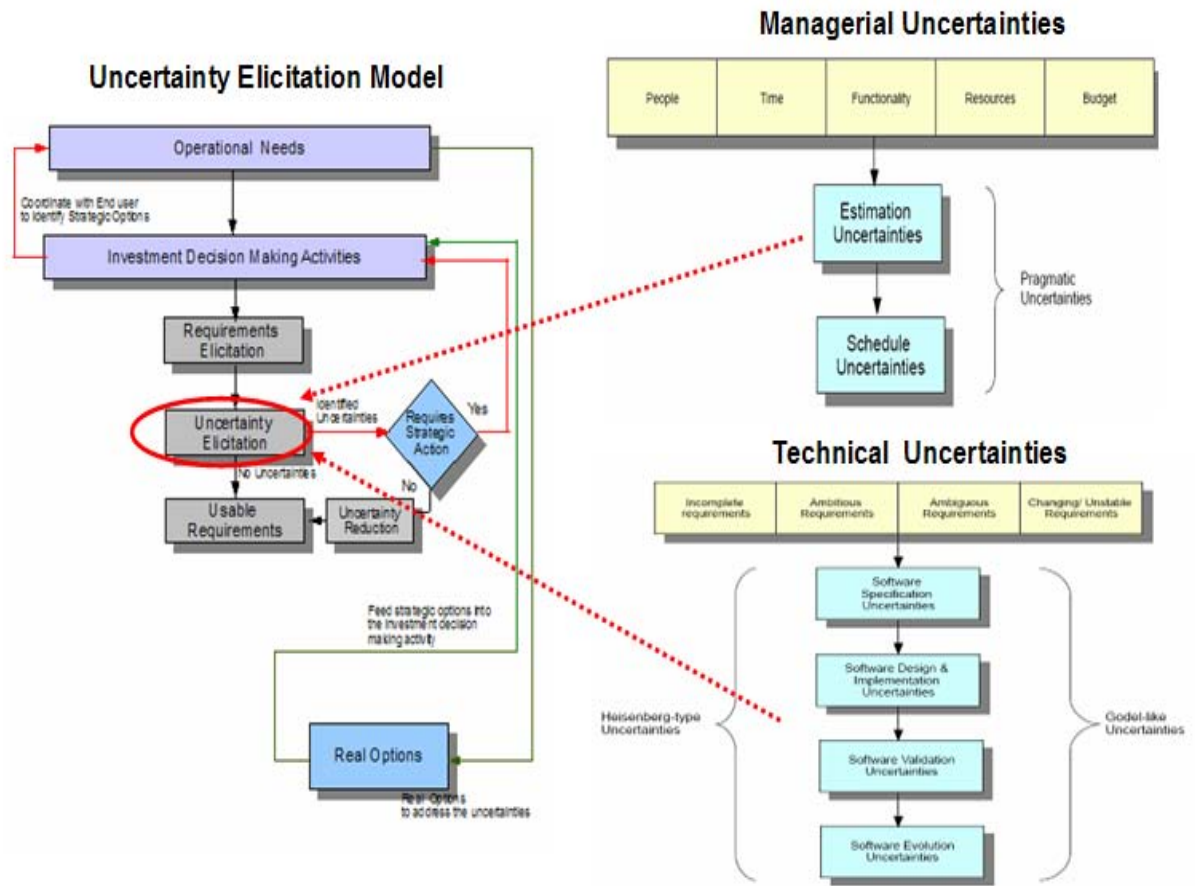 Managerial Uncertainties
Uncertainty Elicitation Model
People
Time
Functionality
Resources
Budget
Operational Needs
Coordinate with End user
to Identify Strategic Options
Investment Decision Making Activities
Requirements
Elicitation
Uncertainty
Elicitation
Identified
Uncertainties
Requires
Strategic
Action
Yes
No
No Uncertainties
Usable
Requirements
Uncertainty
Reduction
Feed strategic options into
the investment decision
making activity
Real Options
Real Options
to address the uncertainties
Estimation
Uncertainties
Schedule
Uncertainties
Pragmatic
Uncertainties
Technical Uncertainties
Incomplete
requirements
Ambitious
Requirements
Ambiguous
Requirements
Changing/ Unstable
Requirements
Software
Specification
Uncertainties
Software Design &
Implementation
Uncertainties
Software Validation
Uncertainties
Software Evolution
Uncertainties
Heisenberg-type
Uncertainties
Godel-like
Uncertainties